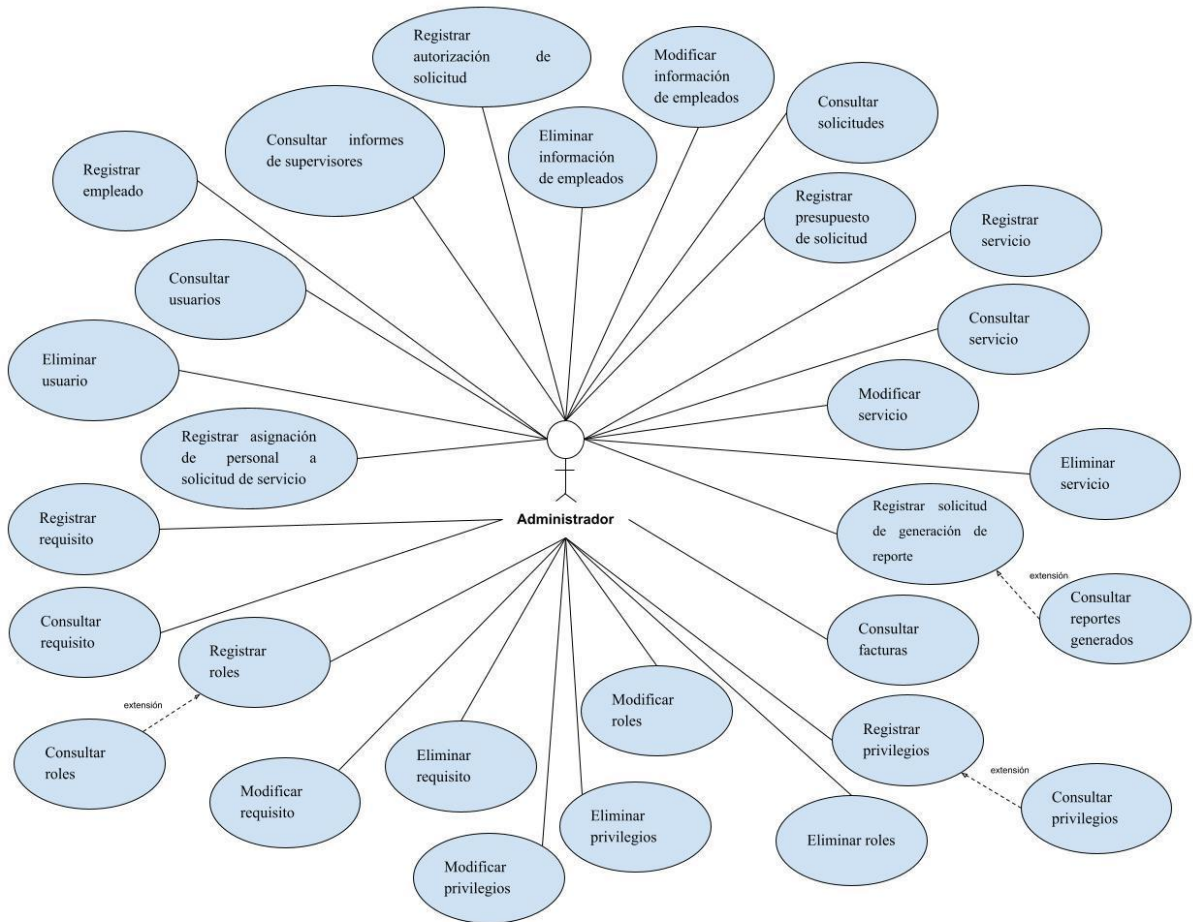 Registrar
autorización de
solicitud
Modificar
información
de empleados
Consultar
solicitudes
Consultar informes
de supervisores
Eliminar
información
de empleados
Registrar
empleado
Registrar
presupuesto
de solicitud
Registrar
servicio
Consultar
usuarios
Consultar
servicio
Eliminar
usuario
Modificar
servicio
Registrar asignación
de personal a
solicitud de servicio
Eliminar
servicio
Registrar
requisito
Administrador
Registrar solicitud
de generación de
reporte
extensión
Consultar
reportes
generados
Consultar
requisito
Registrar
roles
Consultar
facturas
extensión
Consultar
roles
Modificar
roles
Registrar
privilegios
extensión
Consultar
privilegios
Modificar
requisito
Eliminar
requisito
Eliminar
privilegios
Eliminar roles
Modificar
privilegios